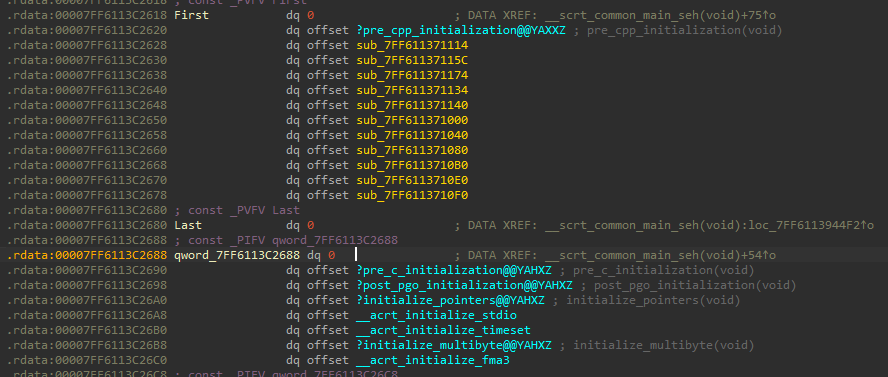 .rdata:00007FF6113C2618 ; const _PVFV First
.rdata:00007FF6113C2618 First dq 0 ; DATA XREF: __scrt_common_main_seh(void)+75↑o
.rdata:00007FF6113C2620 dq offset ?pre_cpp_initialization@@YAXXZ ; pre_cpp_initialization(void)
.rdata:00007FF6113C2628 dq offset sub_7FF611371114
.rdata:00007FF6113C2630 dq offset sub_7FF61137115C
.rdata:00007FF6113C2638 dq offset sub_7FF611371174
.rdata:00007FF6113C2640 dq offset sub_7FF611371134
.rdata:00007FF6113C2648 dq offset sub_7FF611371140
.rdata:00007FF6113C2650 dq offset sub_7FF611371000
.rdata:00007FF6113C2658 dq offset sub_7FF611371040
.rdata:00007FF6113C2660 dq offset sub_7FF611371080
.rdata:00007FF6113C2668 dq offset sub_7FF6113710B0
.rdata:00007FF6113C2670 dq offset sub_7FF6113710E0
.rdata:00007FF6113C2678 dq offset sub_7FF6113710F0
.rdata:00007FF6113C2680 ; const _PVFV Last
.rdata:00007FF6113C2680 Last dq 0 ; DATA XREF: __scrt_common_main_seh(void):loc_7FF6113944F2↑o
.rdata:00007FF6113C2688 ; const _PIFV qword_7FF6113C2688
.rdata:00007FF6113C2688 qword_7FF6113C2688 dq 0 ; DATA XREF: __scrt_common_main_seh(void)+54↑o
.rdata:00007FF6113C2690 dq offset ?pre_c_initialization@@YAHXZ ; pre_c_initialization(void)
.rdata:00007FF6113C2698 dq offset ?post_pgo_initialization@@YAHXZ ; post_pgo_initialization(void)
.rdata:00007FF6113C26A0 dq offset ?initialize_pointers@@YAHXZ ; initialize_pointers(void)
.rdata:00007FF6113C26A8 dq offset __acrt_initialize_stdio
.rdata:00007FF6113C26B0 dq offset __acrt_initialize_timeset
.rdata:00007FF6113C26B8 dq offset ?initialize_multibyte@@YAHXZ ; initialize_multibyte(void)
.rdata:00007FF6113C26C0 dq offset __acrt_initialize_fma3
.rdata:00007FF6113C26C8 ; const _PIFV qword_7FF6113C26C8